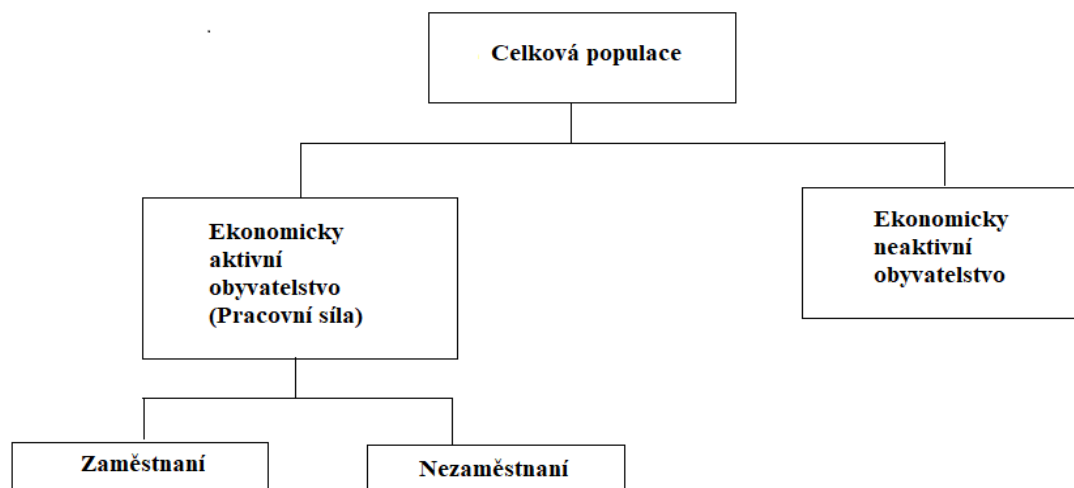 Celková populace
Ekonomicky
aktivní
obyvatelstvo
(Pracovní síla)
Ekonomicky
neaktivní
obyvatelstvo
Zaměstnaní
Nezaměstnaní